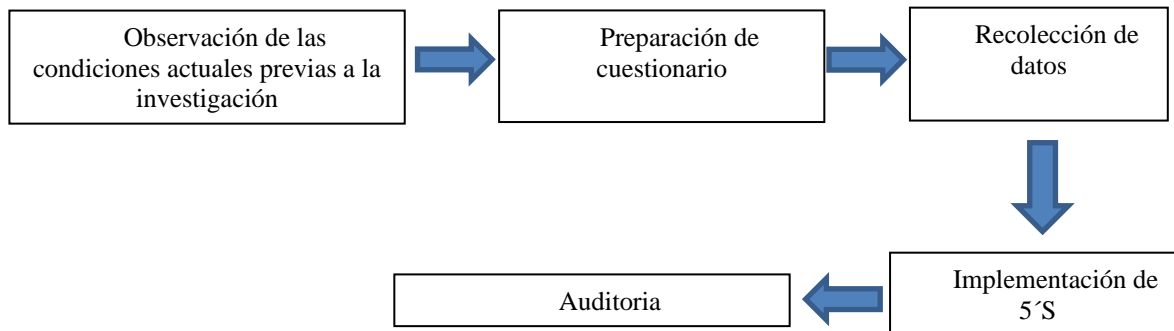 Observación de las
condiciones actuales previas a la
investigación
Preparación de
cuestionario
Recolección de
datos
Implementación de
5´S
Auditoria